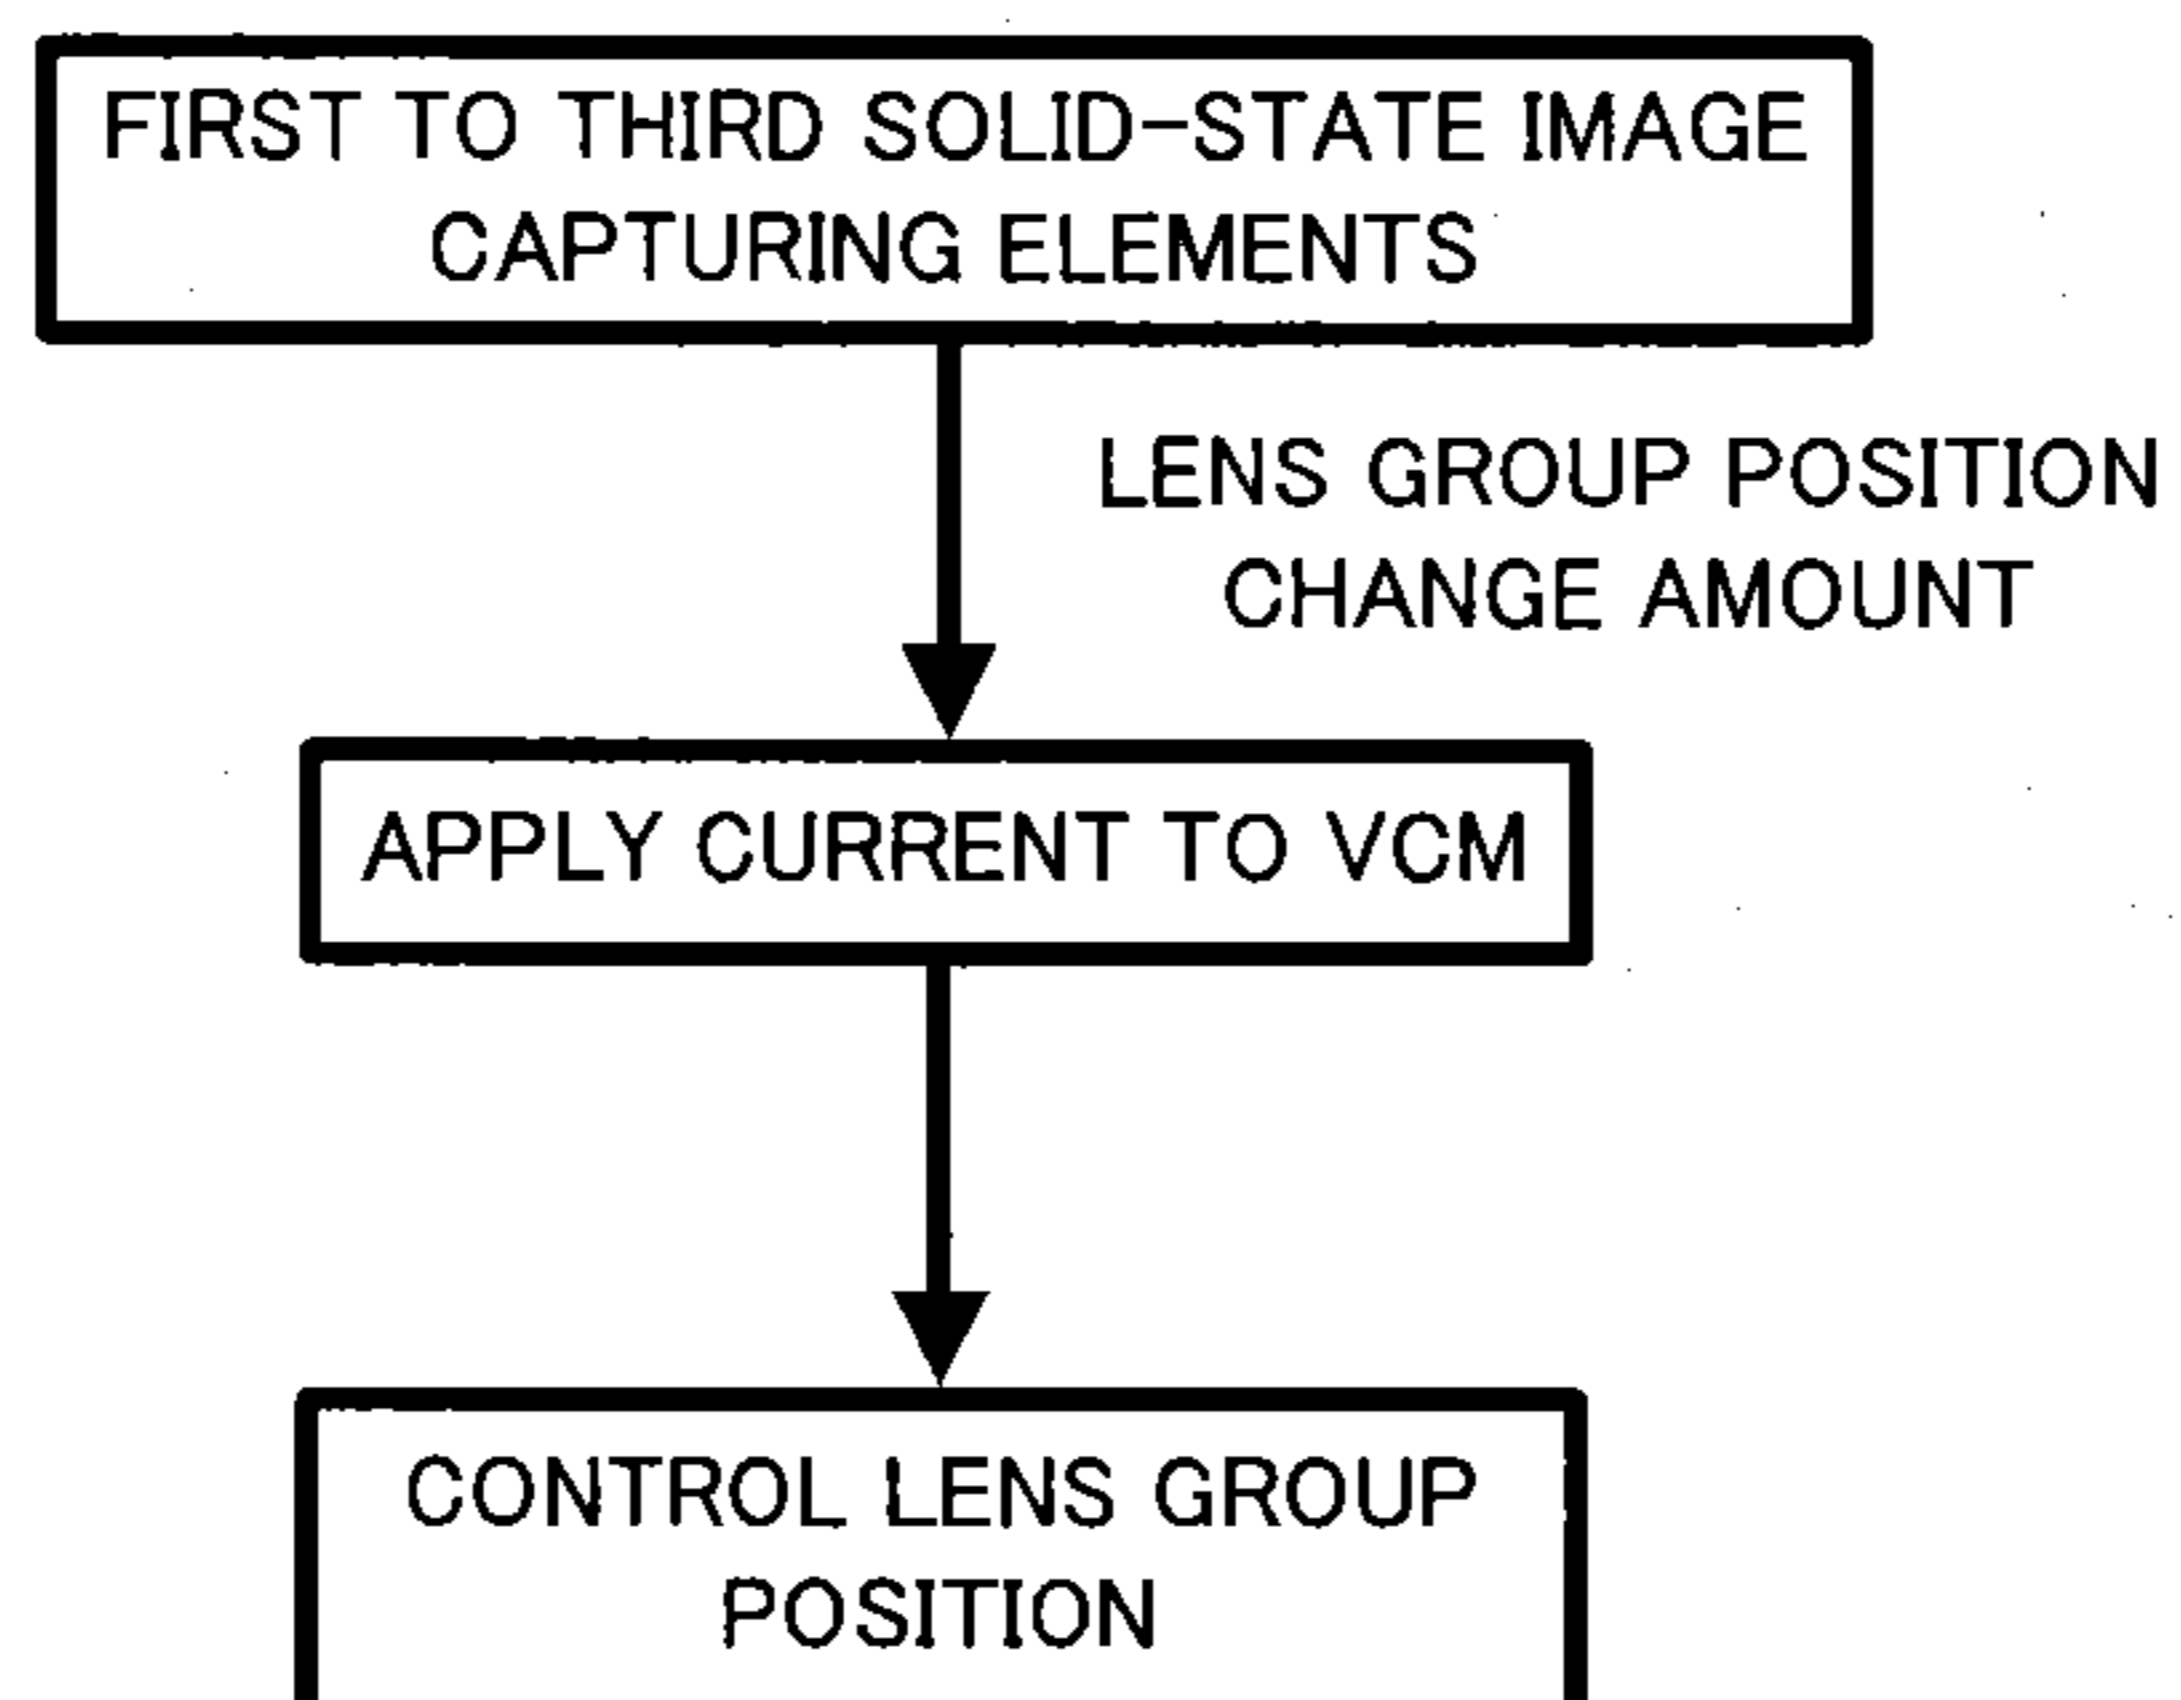 FIRST TO THIRD SOLID-STATE IMAGE
CAPTURING ELEMENTS
LENS GROUP POSITION
CHANGE AMOUNT
APPLY CURRENT TO VCM
CONTROL LENS GROUP
POSITION